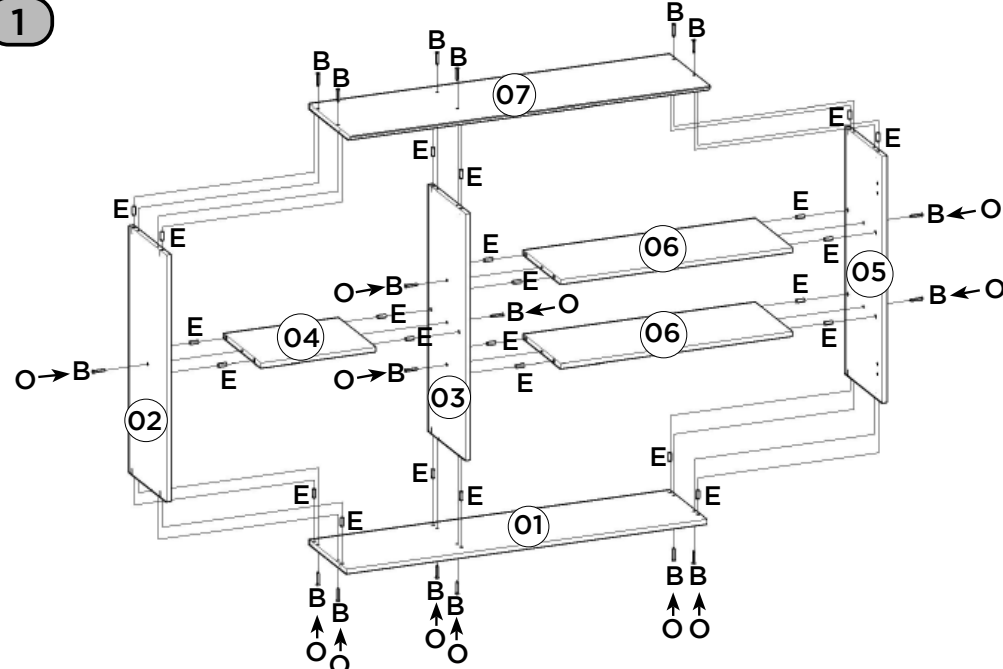 1
B B B B B B
07
E E
E E
E E
E B ← O
E 06 E 05
O → B E
B ← O
E E B ← O
E 04 E E 06 E
O → B E O → B E
02 03
E E
E E E E
01
B B B B B B
O O O O O O